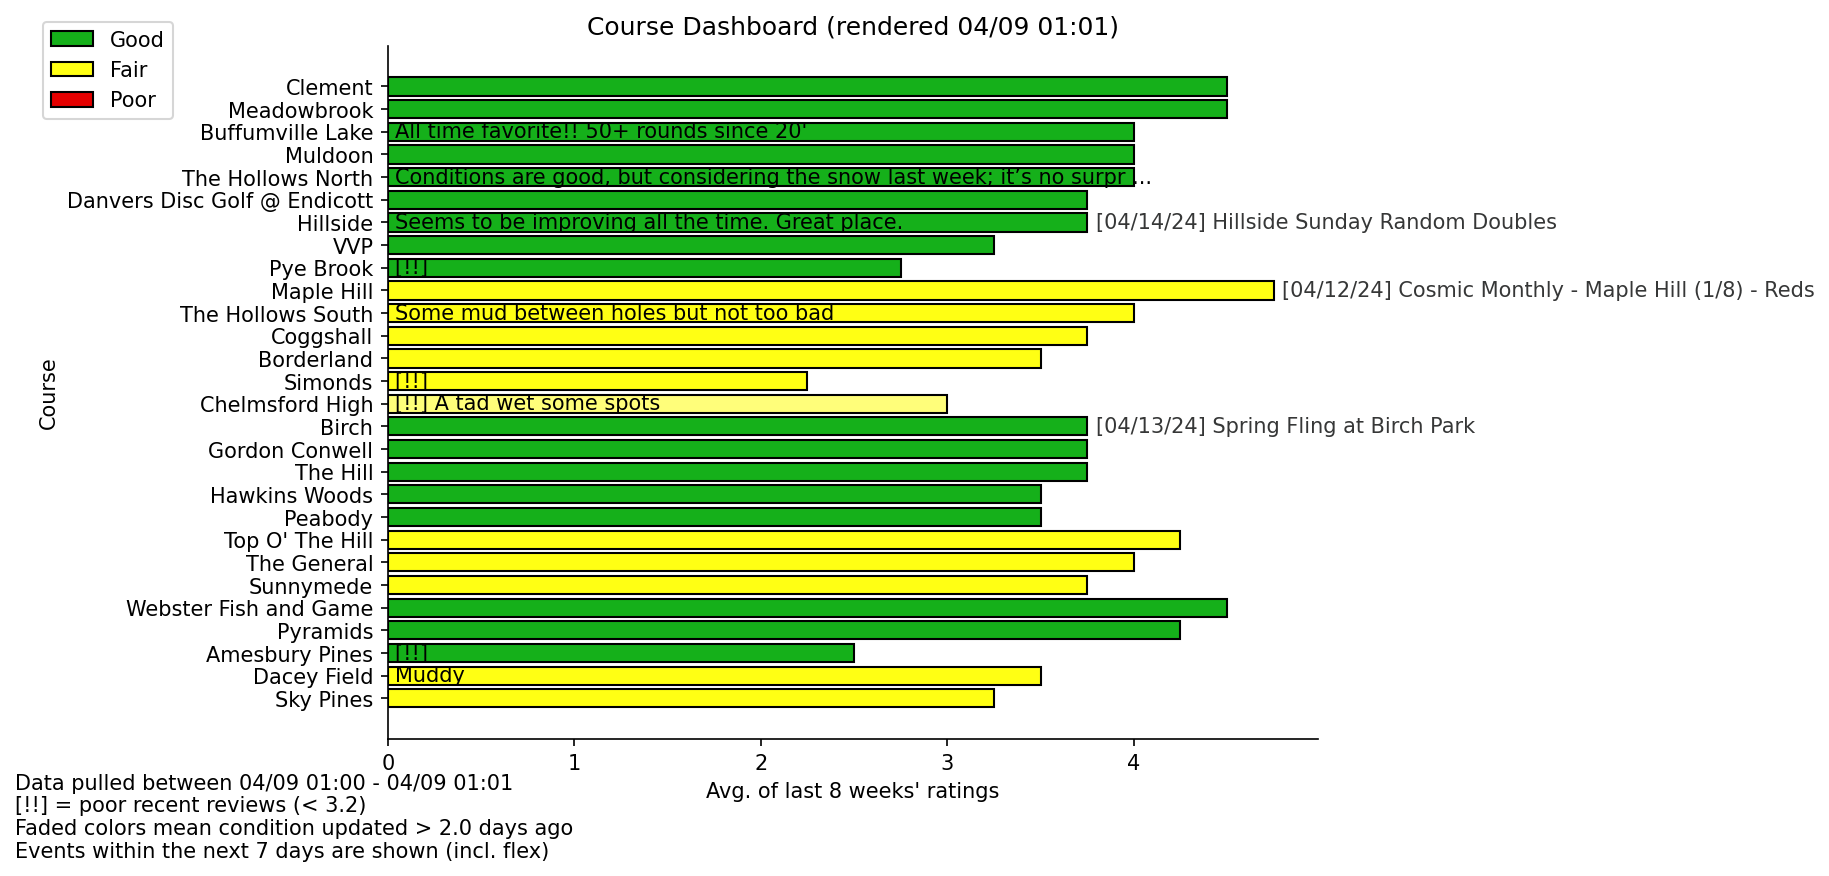 Course Dashboard (rendered 04/09 01:01)
Good
Fair
Poor
Clement
Meadowbrook
Buffumville Lake All time favorite!! 50+ rounds since 20'
Muldoon
The Hollows North Conditions are good, but considering the snow last week; it’s no surpr ...
Danvers Disc Golf @ Endicott
Hillside Seems to be improving all the time. Great place. [04/14/24] Hillside Sunday Random Doubles
VVP
Pye Brook [!!]
Maple Hill [04/12/24] Cosmic Monthly - Maple Hill (1/8) - Reds
The Hollows South Some mud between holes but not too bad
Coggshall
Borderland
Simonds [!!]
Chelmsford High [!!] A tad wet some spots
Birch [04/13/24] Spring Fling at Birch Park
Gordon Conwell
The Hill
Hawkins Woods
Peabody
Top O' The Hill
The General
Sunnymede
Webster Fish and Game
Pyramids
Amesbury Pines [!!]
Dacey Field Muddy
Sky Pines
Course
0 1 2 3 4
Avg. of last 8 weeks' ratings
Data pulled between 04/09 01:00 - 04/09 01:01
[!!] = poor recent reviews (< 3.2)
Faded colors mean condition updated > 2.0 days ago
Events within the next 7 days are shown (incl. flex)